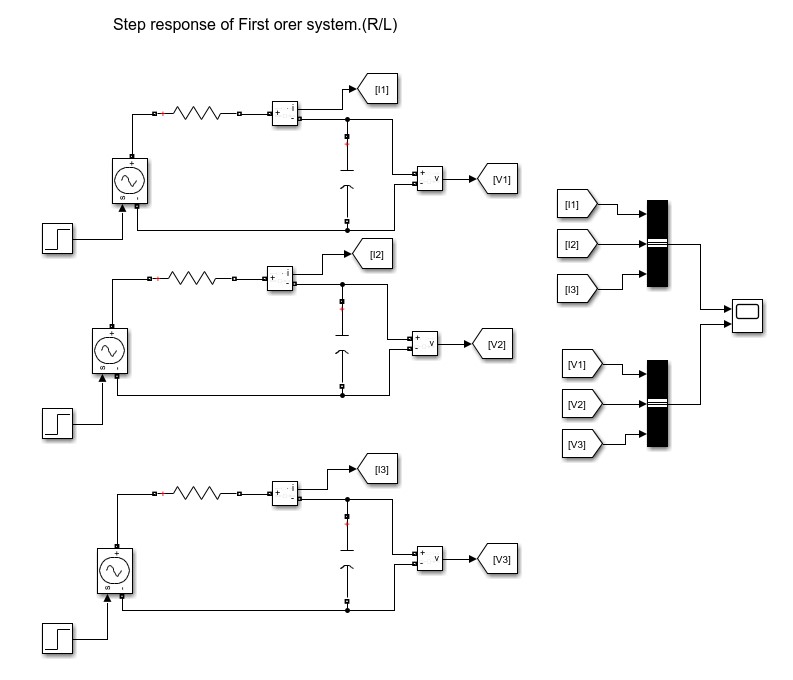 Step response of First orer system.(R/L)
[I1]
+
i
-
+
v
-
[V1]
+
s
-
[I2]
+
i
-
+
v
-
[V2]
+
s
-
[I3]
+
i
-
+
v
-
[V3]
+
s
-
[I1]
[I2]
[I3]
[V1]
[V2]
[V3]